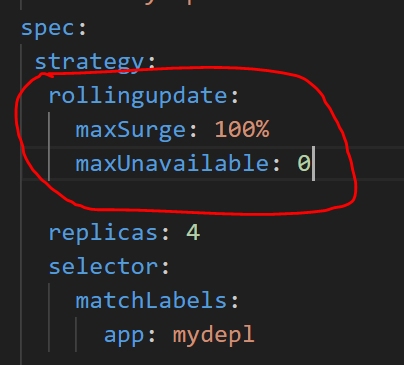 spec:
strategy:
rollingupdate:
maxSurge: 100%
maxUnavailable: 0
replicas: 4
selector:
matchLabels:
app: mydepl